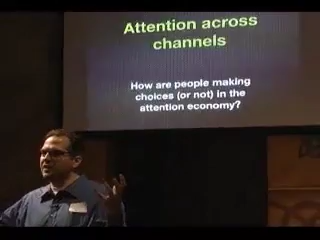 Attention across
channels
How are people making
choices (or not) in the
attention economy?